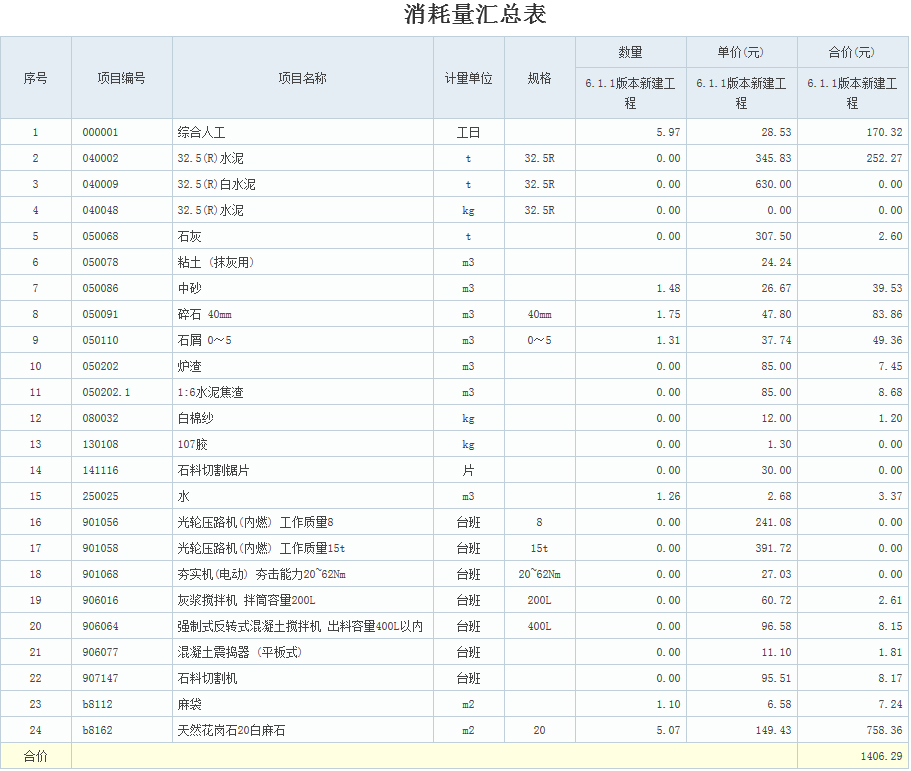 消耗量汇总表
序号 项目编号 项目名称 计量单位 规格 数量 单价(元) 合价(元)
6.1.1版本新建工程 6.1.1版本新建工程 6.1.1版本新建工程
1 000001 综合人工 工日 5.97 28.53 170.32
2 040002 32.5(R)水泥 t 32.5R 0.00 345.83 252.27
3 040009 32.5(R)白水泥 t 32.5R 0.00 630.00 0.00
4 040048 32.5(R)水泥 kg 32.5R 0.00 0.00 0.00
5 050068 石灰 t 0.00 307.50 2.60
6 050078 粘土 (抹灰用) m3 24.24
7 050086 中砂 m3 1.48 26.67 39.53
8 050091 碎石 40mm m3 40mm 1.75 47.80 83.86
9 050110 石屑 0～5 m3 0～5 1.31 37.74 49.36
10 050202 炉渣 m3 0.00 85.00 7.45
11 050202.1 1:6水泥焦渣 m3 0.00 85.00 8.68
12 080032 白棉纱 kg 0.00 12.00 1.20
13 130108 107胶 kg 0.00 1.30 0.00
14 141116 石料切割锯片 片 0.00 30.00 0.00
15 250025 水 m3 1.26 2.68 3.37
16 901056 光轮压路机(内燃) 工作质量8 台班 8 0.00 241.08 0.00
17 901058 光轮压路机(内燃) 工作质量15t 台班 15t 0.00 391.72 0.00
18 901068 夯实机(电动) 夯击能力20~62Nm 台班 20~62Nm 0.00 27.03 0.00
19 906016 灰浆搅拌机 拌筒容量200L 台班 200L 0.00 60.72 2.61
20 906064 强制式反转式混凝土搅拌机 出料容量400L以内 台班 400L 0.00 96.58 8.15
21 906077 混凝土震捣器 (平板式) 台班 0.00 11.10 1.81
22 907147 石料切割机 台班 0.00 95.51 8.17
23 b8112 麻袋 m2 1.10 6.58 7.24
24 b8162 天然花岗石20白麻石 m2 20 5.07 149.43 758.36
合价 1406.29